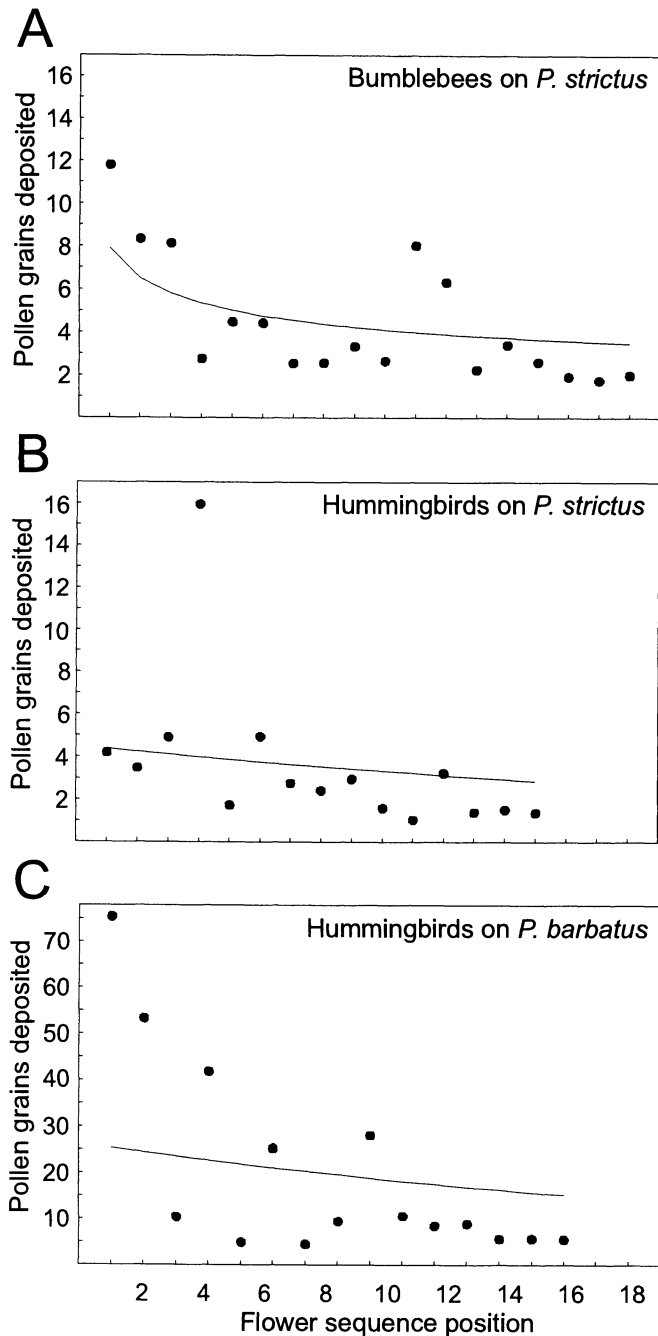 A
Bumblebees on P. strictus
Pollen grains deposited
16
14
12
10
8
6
4
2
B
Hummingbirds on P. strictus
Pollen grains deposited
16
14
12
10
8
6
4
2
C
Hummingbirds on P. barbatus
Pollen grains deposited
70
60
50
40
30
20
10
2 4 6 8 10 12 14 16 18
Flower sequence position